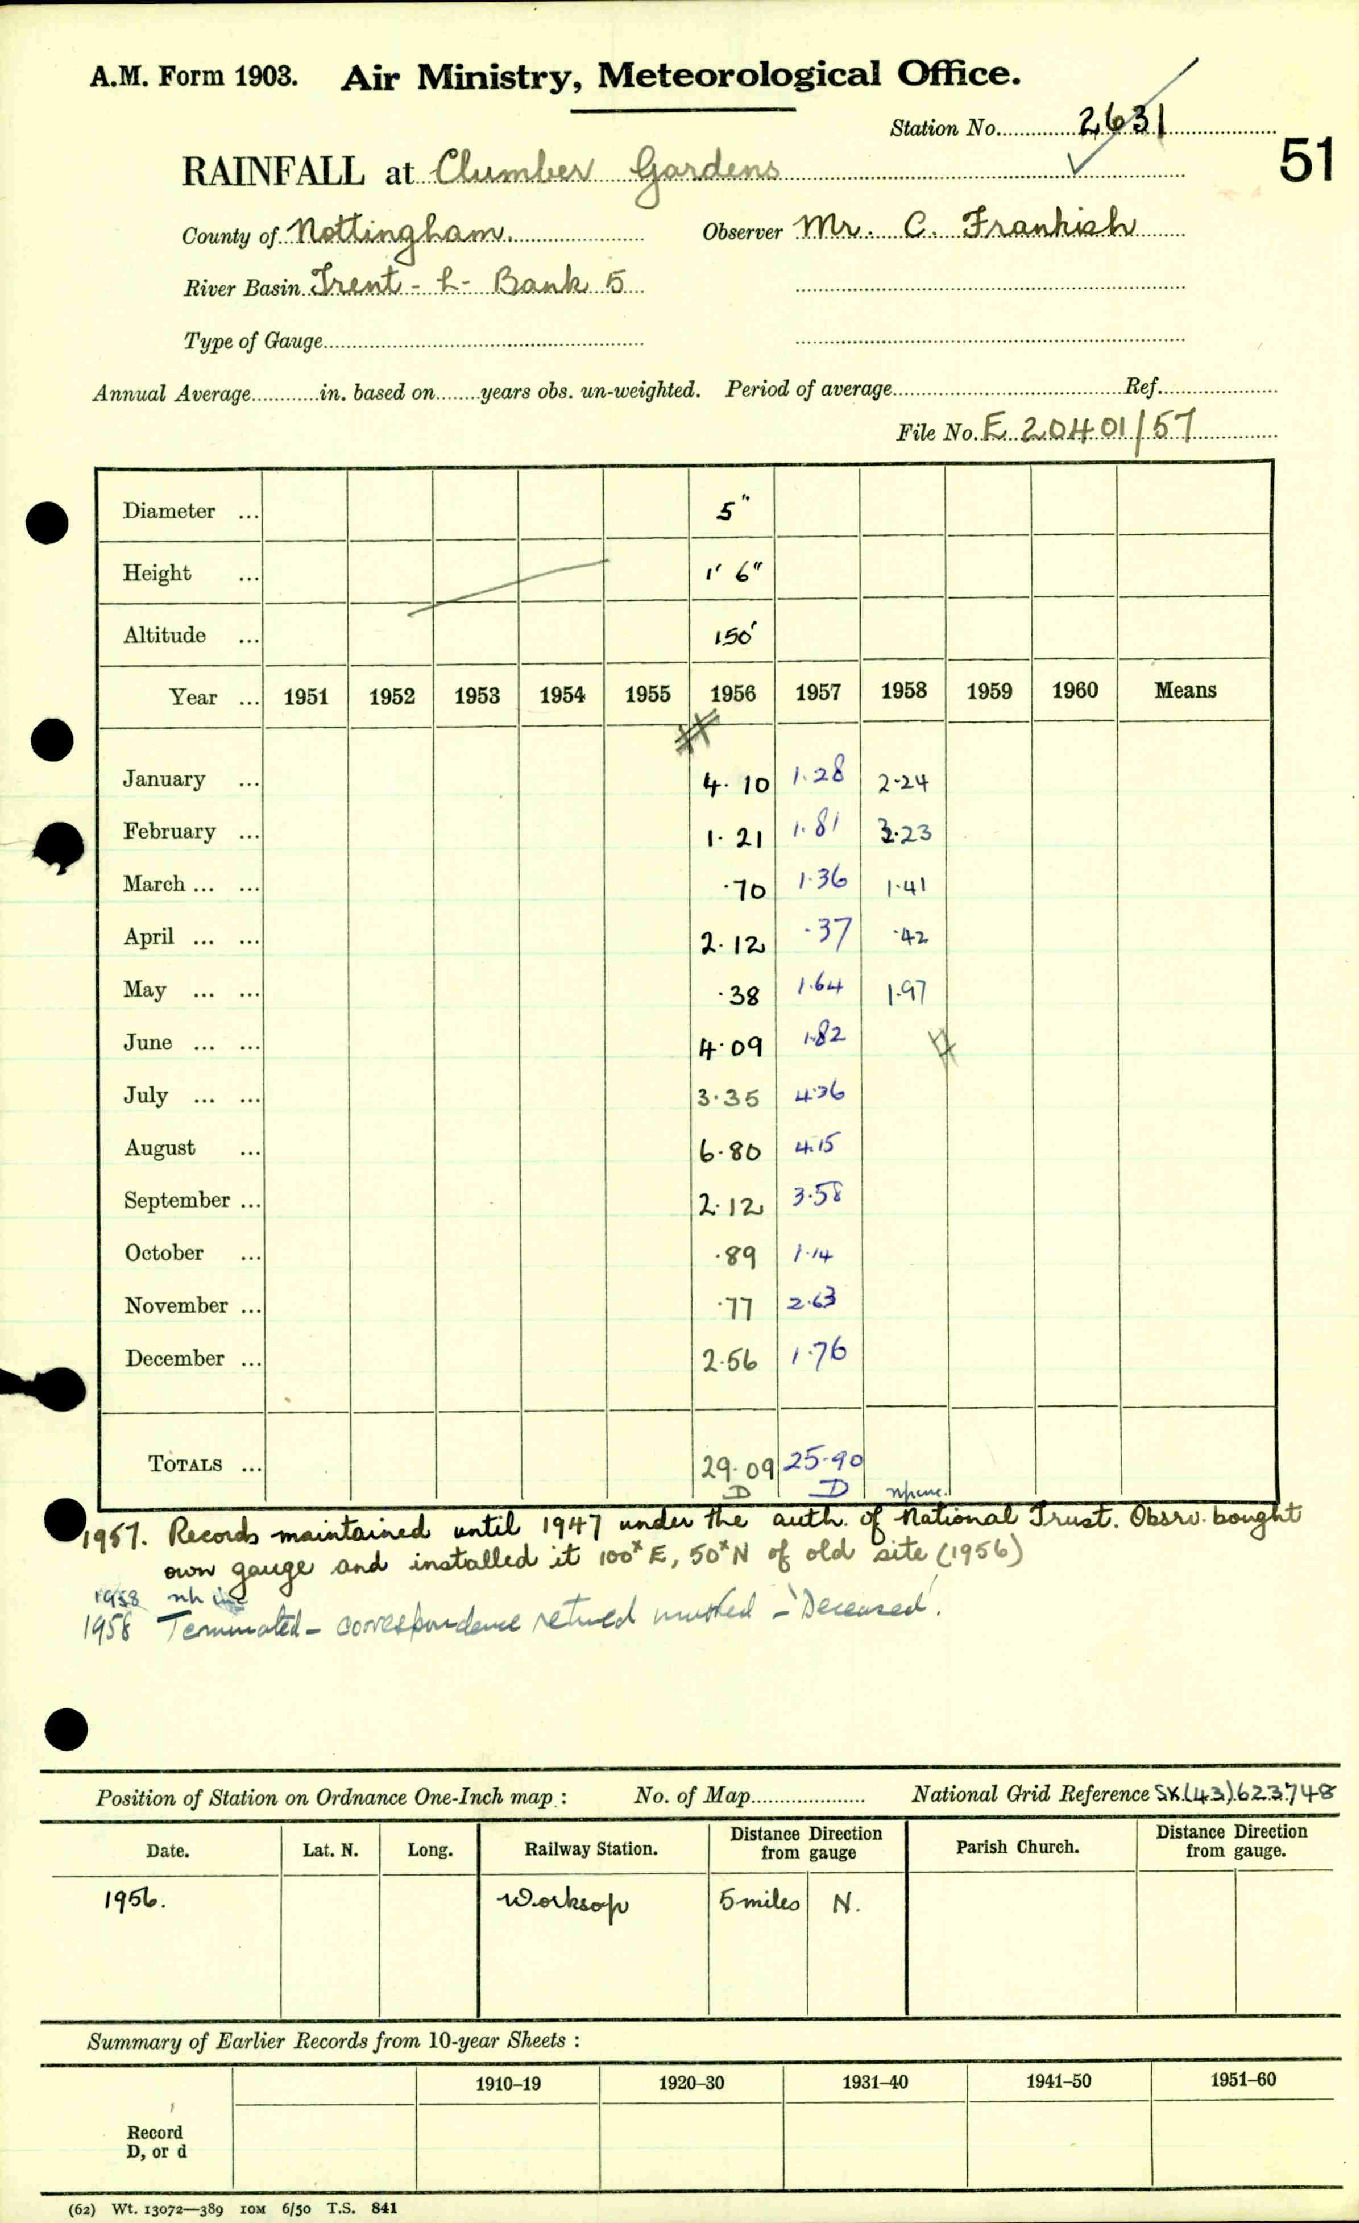 A.M. Form 1903. Air Ministry, Meteorological Office.
Station No. 2631
51
RAINFALL at Clumber Gardens
County of Nottingham. Observer Mr. C. Frankish
River Basin Trent - L - Bank 5
Type of Gauge
Annual Average in. based on years obs. un-weighted. Period of average Ref.
File No. E 20401/57
Diameter ... 5"
Height ... 1' 6"
Altitude ... 150'
Year ... 1951 1952 1953 1954 1955 1956 1957 1958 1959 1960 Means
January ... 4.10 1.28 2.24
February ... 1.21 1.81 3.23
March ... ... .70 1.36 1.41
April ... ... 2.12 .37 .42
May ... ... .38 1.64 1.97
June ... ... 4.09 1.82
July ... ... 3.35 4.36
August ... 6.80 4.15
September ... 2.12 3.58
October ... .89 1.14
November ... .77 2.63
December ... 2.56 1.76
TOTALS ... 29.09 25.90
D D
1957. Records maintained until 1947 under the auth. of National Trust. Obsrv. bought
own gauge and installed it 100ˣ E, 50ˣ N of old site (1956)
1958
1958 Terminated - correspondence retned marked - 'Deceased'.
Position of Station on Ordnance One-Inch map : No. of Map National Grid Reference SK(43)623748
Date. Lat. N. Long. Railway Station. Distance from Direction gauge Parish Church. Distance from Direction gauge.
1956. Worksop 5 miles N.
Summary of Earlier Records from 10-year Sheets :
1910–19 1920–30 1931–40 1941–50 1951–60
Record
D, or d
(62) Wt. 13072—389 10M 6/50 T.S. 841